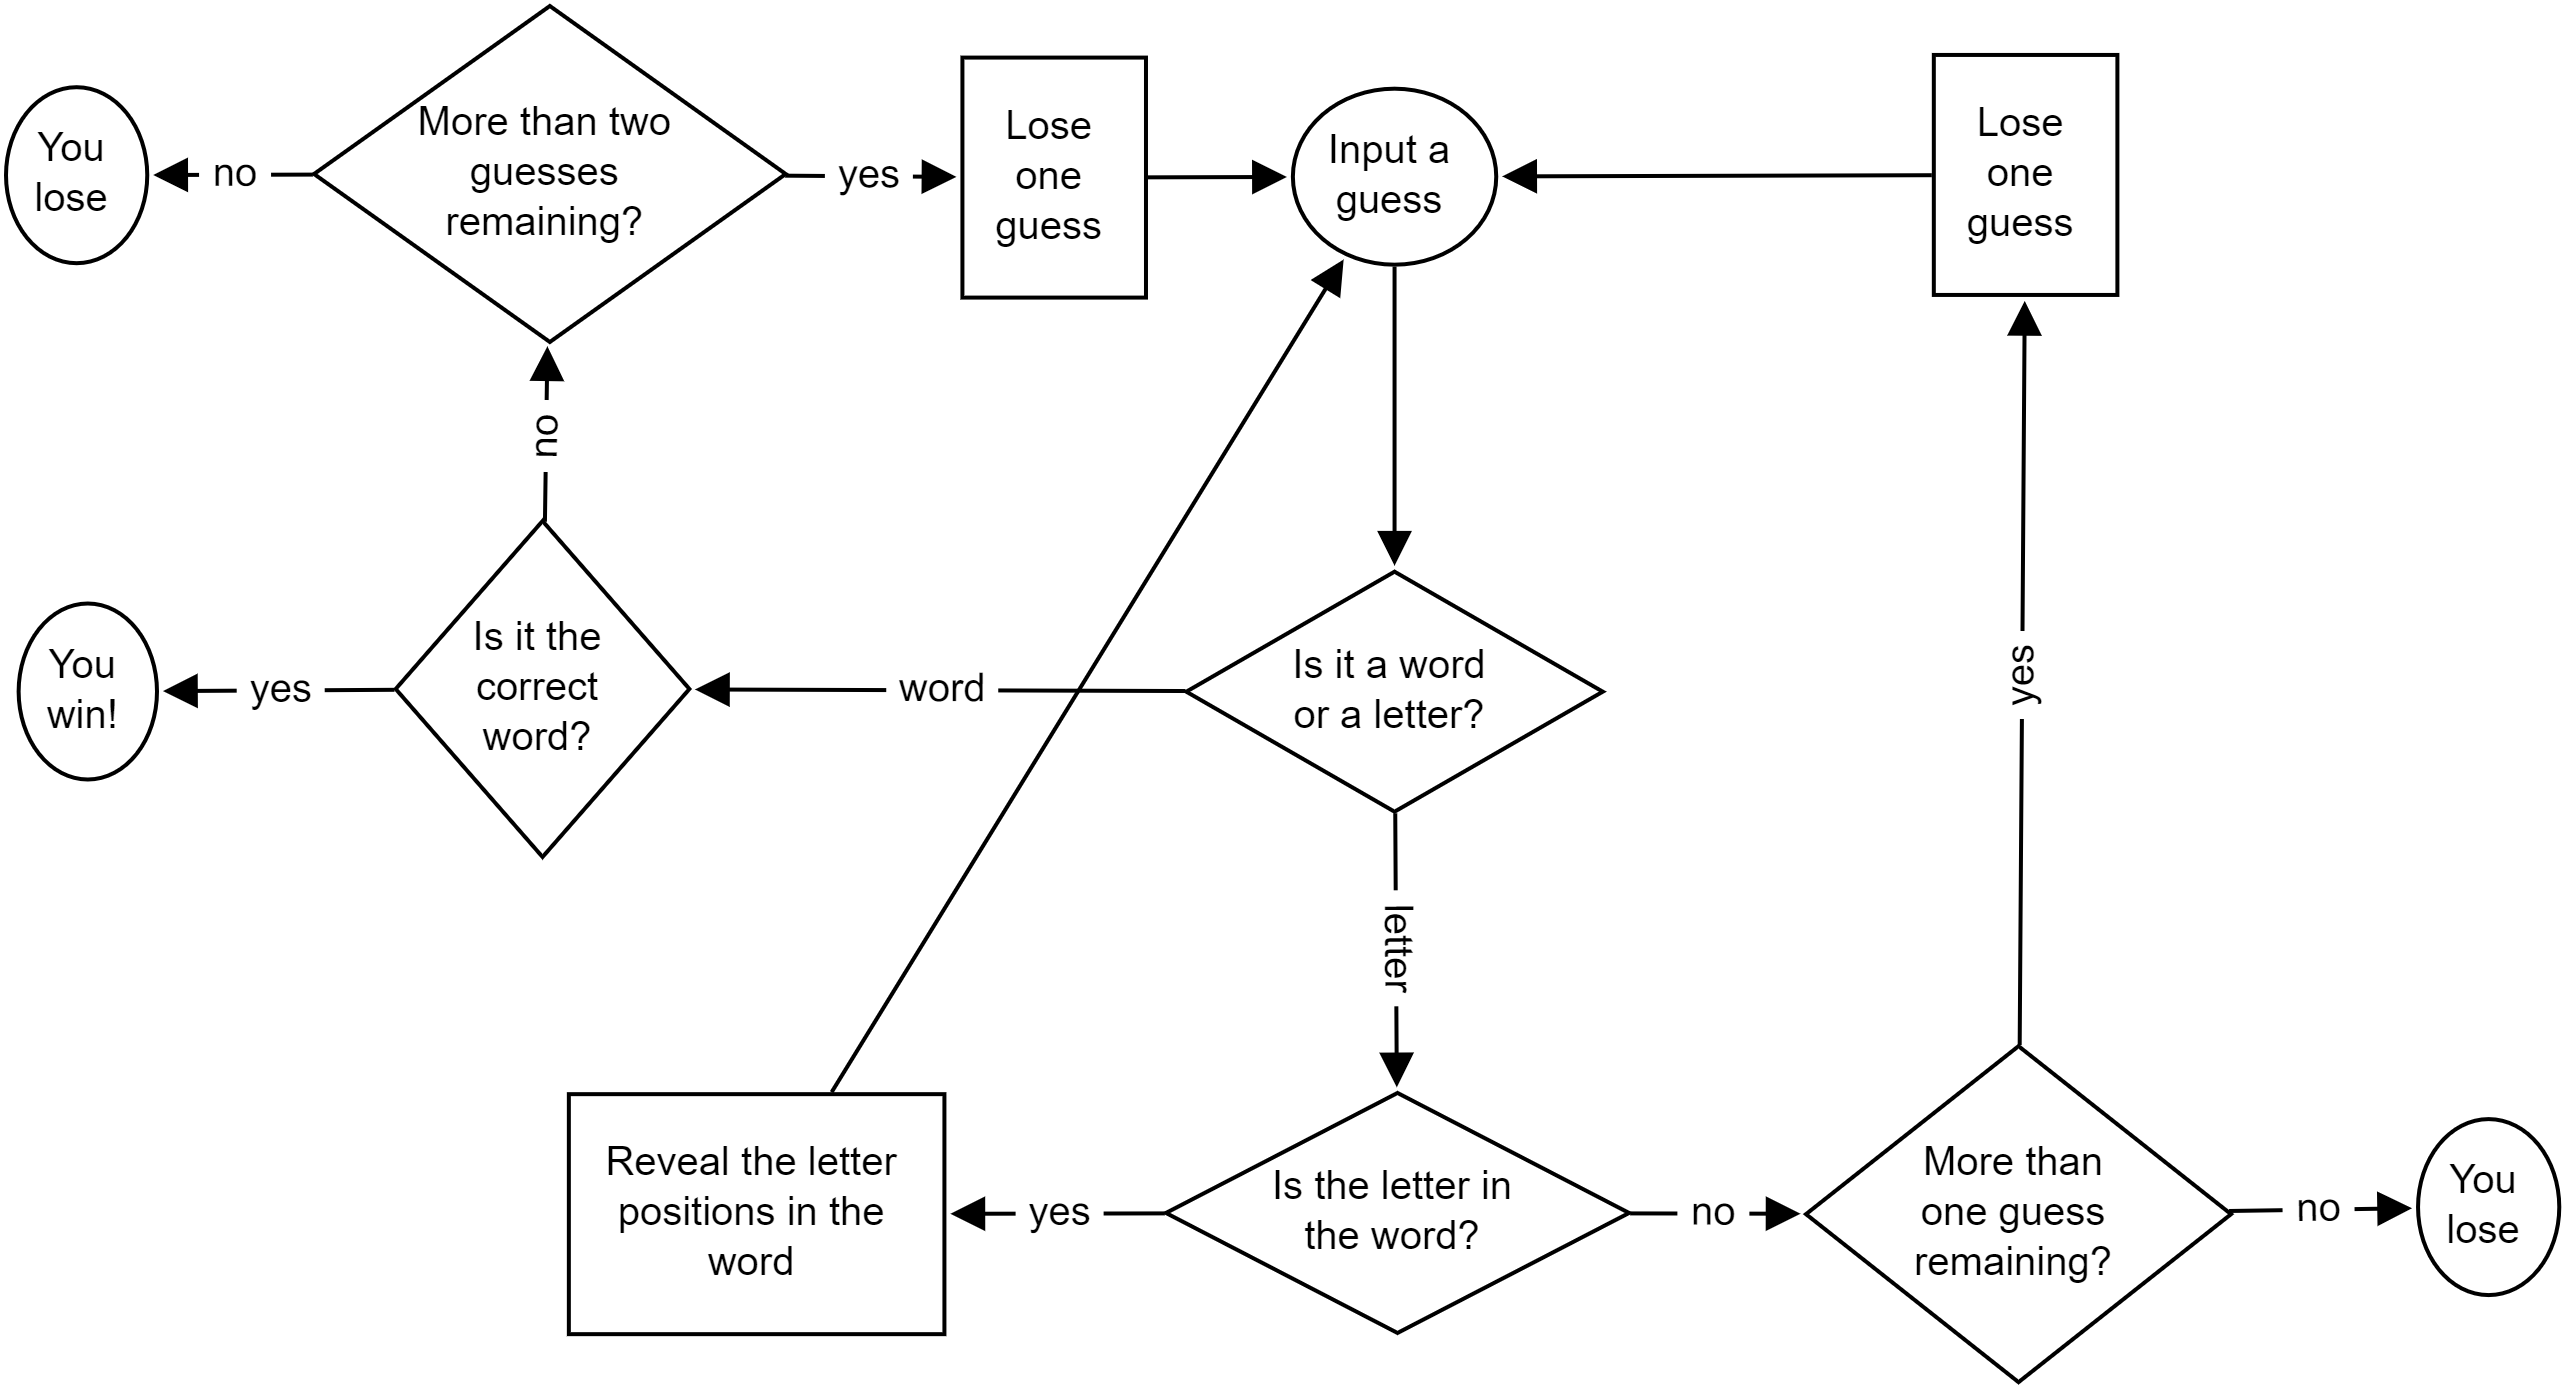 More than two
guesses
remaining?
You
lose
no
yes
Lose
one
guess
Input a
guess
Lose
one
guess
no
yes
Is it the
correct
word?
You
win!
yes
word
Is it a word
or a letter?
letter
Reveal the letter
positions in the
word
yes
Is the letter in
the word?
no
More than
one guess
remaining?
no
You
lose